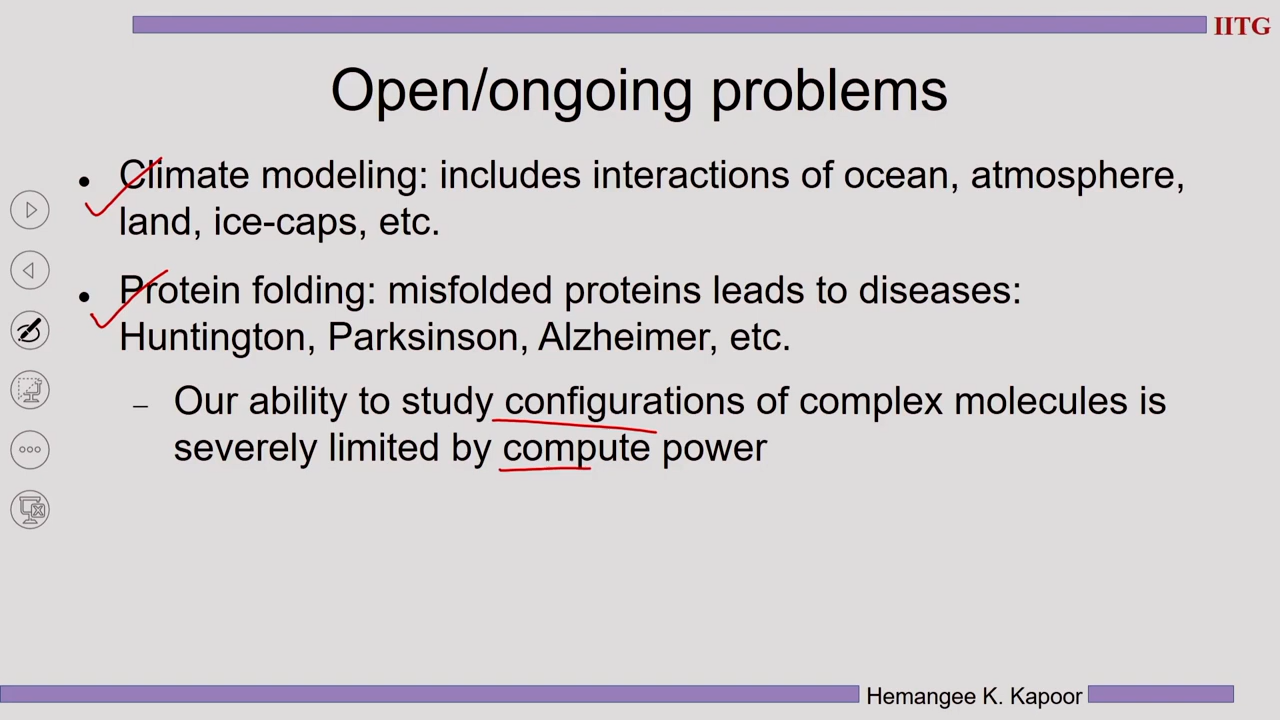 IITG
Open/ongoing problems
• Climate modeling: includes interactions of ocean, atmosphere,
land, ice-caps, etc.
• Protein folding: misfolded proteins leads to diseases:
Huntington, Parksinson, Alzheimer, etc.
– Our ability to study configurations of complex molecules is
severely limited by compute power
Hemangee K. Kapoor